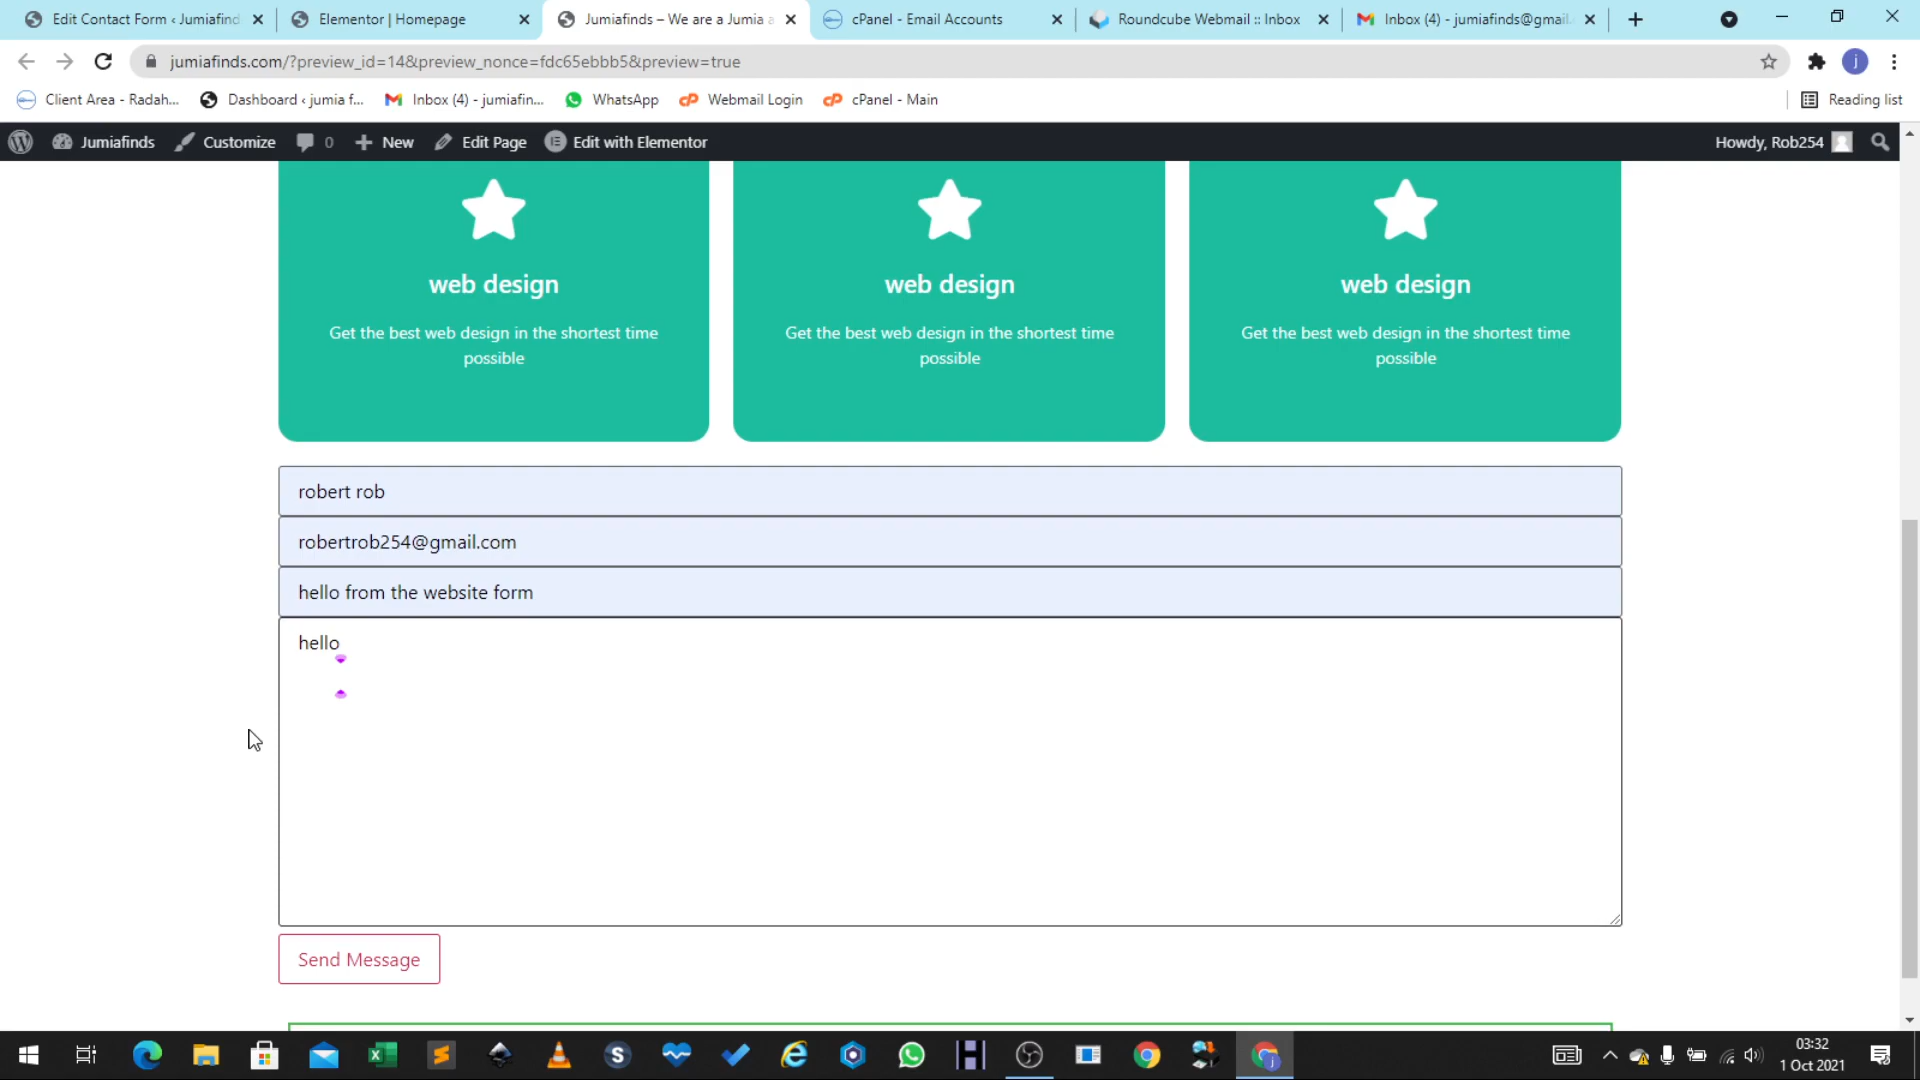 Edit Contact Form ‹ Jumiafind
Elementor | Homepage
Jumiafinds – We are a Jumia a
cPanel - Email Accounts
Roundcube Webmail :: Inbox
Inbox (4) - jumiafinds@gmail.
jumiafinds.com/?preview_id=14&preview_nonce=fdc65ebbb5&preview=true
j
Client Area - Radah...
Dashboard ‹ jumia f...
Inbox (4) - jumiafin...
WhatsApp
Webmail Login
cPanel - Main
Reading list
Jumiafinds
Customize
0
New
Edit Page
Edit with Elementor
Howdy, Rob254
web design
Get the best web design in the shortest time
possible
web design
Get the best web design in the shortest time
possible
web design
Get the best web design in the shortest time
possible
robert rob
robertrob254@gmail.com
hello from the website form
hello
Send Message
03:32
1 Oct 2021